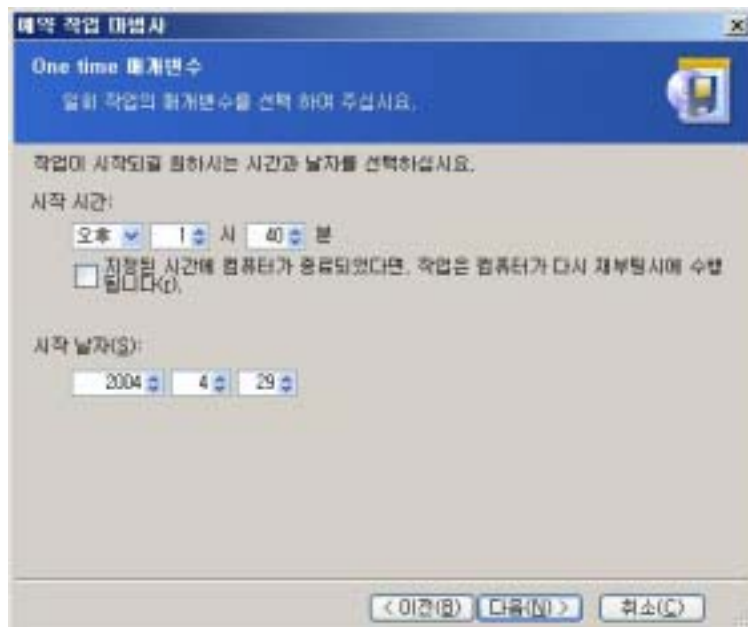 예약 작업 마법사
One time 매개변수
일회 작업의 매개변수를 선택 하여 주십시요.
작업이 시작되길 원하시는 시간과 날자를 선택하십시요.
시작 시간:
오후 1 시 40 분
지정된 시간에 컴퓨터가 종료되었다면, 작업은 컴퓨터가 다시 재부팅시에 수행
됩니다(r).
시작 날자(S):
2004 4 29
< 이전(B) 다음(N) > 취소(C)